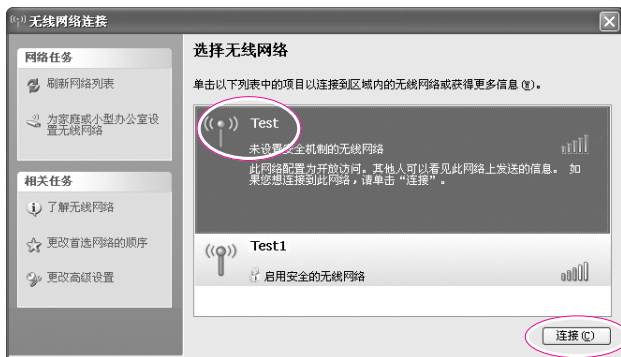 无线网络连接
网络任务
刷新网络列表
为家庭或小型办公室设
置无线网络
相关任务
了解无线网络
更改首选网络的顺序
更改高级设置
选择无线网络
单击以下列表中的项目以连接到区域内的无线网络或获得更多信息(W)。
Test
未设置安全机制的无线网络
此网络配置为开放访问。其他人可以看见此网络上发送的信息。 如
果您想连接到此网络，请单击“连接”。
Test1
启用安全的无线网络
连接(C)